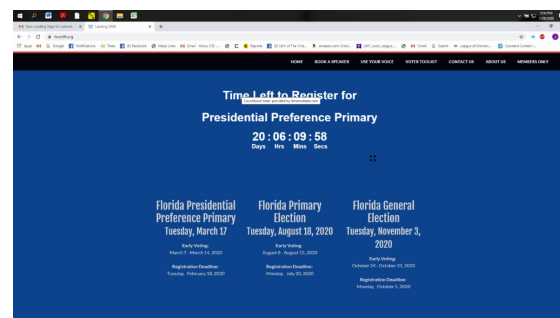 HOME BOOK A SPEAKER USE YOUR VOICE VOTER TOOL KIT CONTACT US ABOUT US MEMBERS ONLY
Time Left to Register for
Presidential Preference Primary
20 : 06 : 09 : 58
Days Hrs Mins Secs
Florida Presidential
Preference Primary
Tuesday, March 17
Early Voting:
March 7 - March 14, 2020
Registration Deadline:
Tuesday, February 18, 2020
Florida Primary
Election
Tuesday, August 18, 2020
Early Voting:
August 8 - August 15, 2020
Registration Deadline:
Monday, July 20, 2020
Florida General
Election
Tuesday, November 3,
2020
Early Voting:
October 24 - October 31, 2020
Registration Deadline:
Monday, October 5, 2020